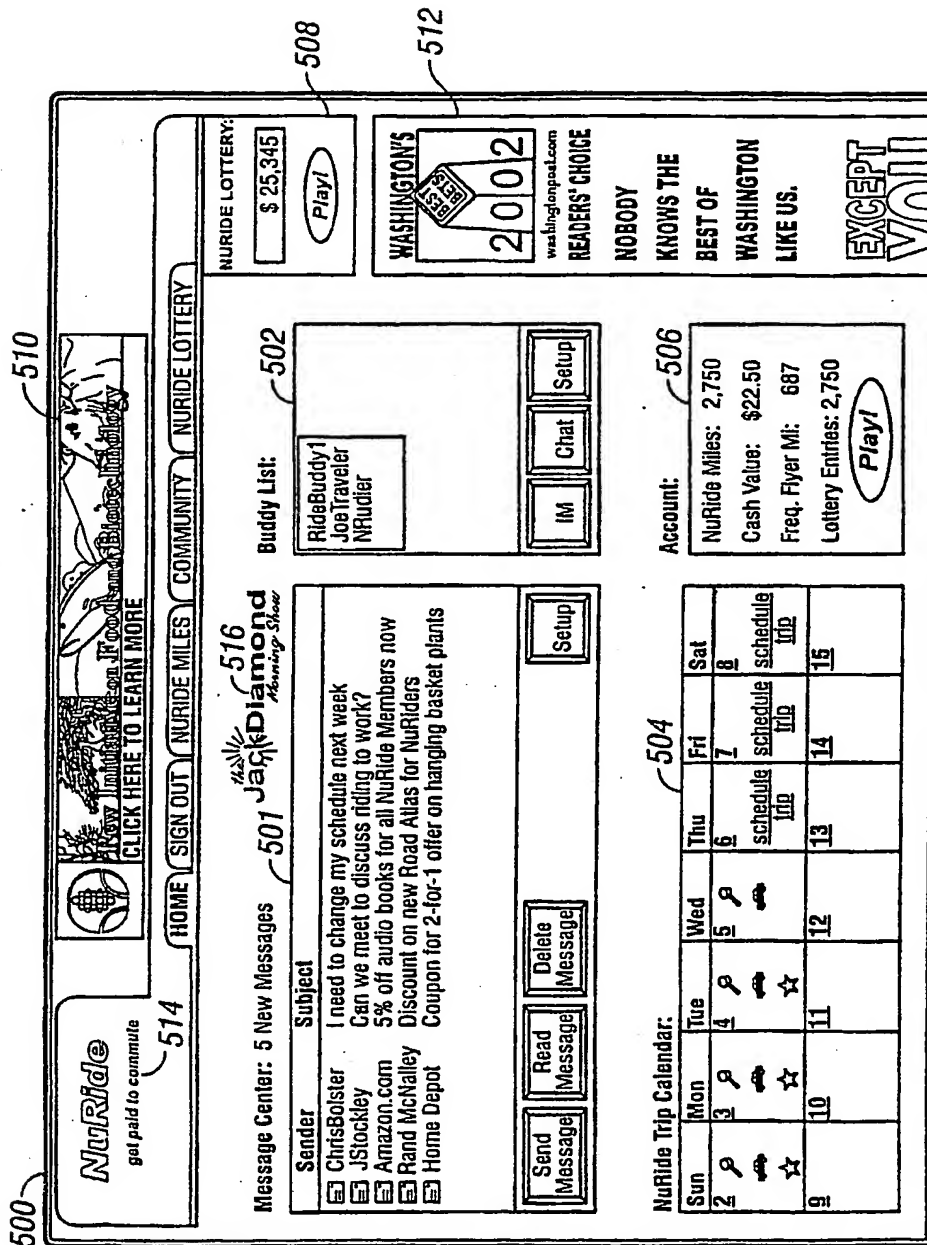 500
510
NuRide
get paid to commute
514
New Initiative on Food and Biotechnology
CLICK HERE TO LEARN MORE
HOME
SIGN OUT
NURIDE MILES
COMMUNITY
NURIDE LOTTERY
Message Center: 5 New Messages
501
the
JackDiamond
Morning Show
516
Sender Subject
ChrisBolster I need to change my schedule next week
JStockley Can we meet to discuss riding to work?
Amazon.com 5% off audio books for all NuRide Members now
Rand McNalley Discount on new Road Atlas for NuRiders
Home Depot Coupon for 2-for-1 offer on hanging basket plants
Send Message
Read Message
Delete Message
Setup
Buddy List:
502
RideBuddy1
JoeTraveler
NRudier
IM
Chat
Setup
NURIDE LOTTERY:
$ 25,345
Play!
508
512
WASHINGTON'S
BEST
BETS
2002
washingtonpost.com
READERS' CHOICE
NOBODY
KNOWS THE
BEST OF
WASHINGTON
LIKE US.
EXCEPT
YOU
NuRide Trip Calendar:
504
Sun Mon Tue Wed Thu Fri Sat
2 3 4 5 6 7 8
schedule trip schedule trip schedule trip
9 10 11 12 13 14 15
Account:
506
NuRide Miles: 2,750
Cash Value: $22.50
Freq. Flyer Mi: 687
Lottery Entries: 2,750
Play!